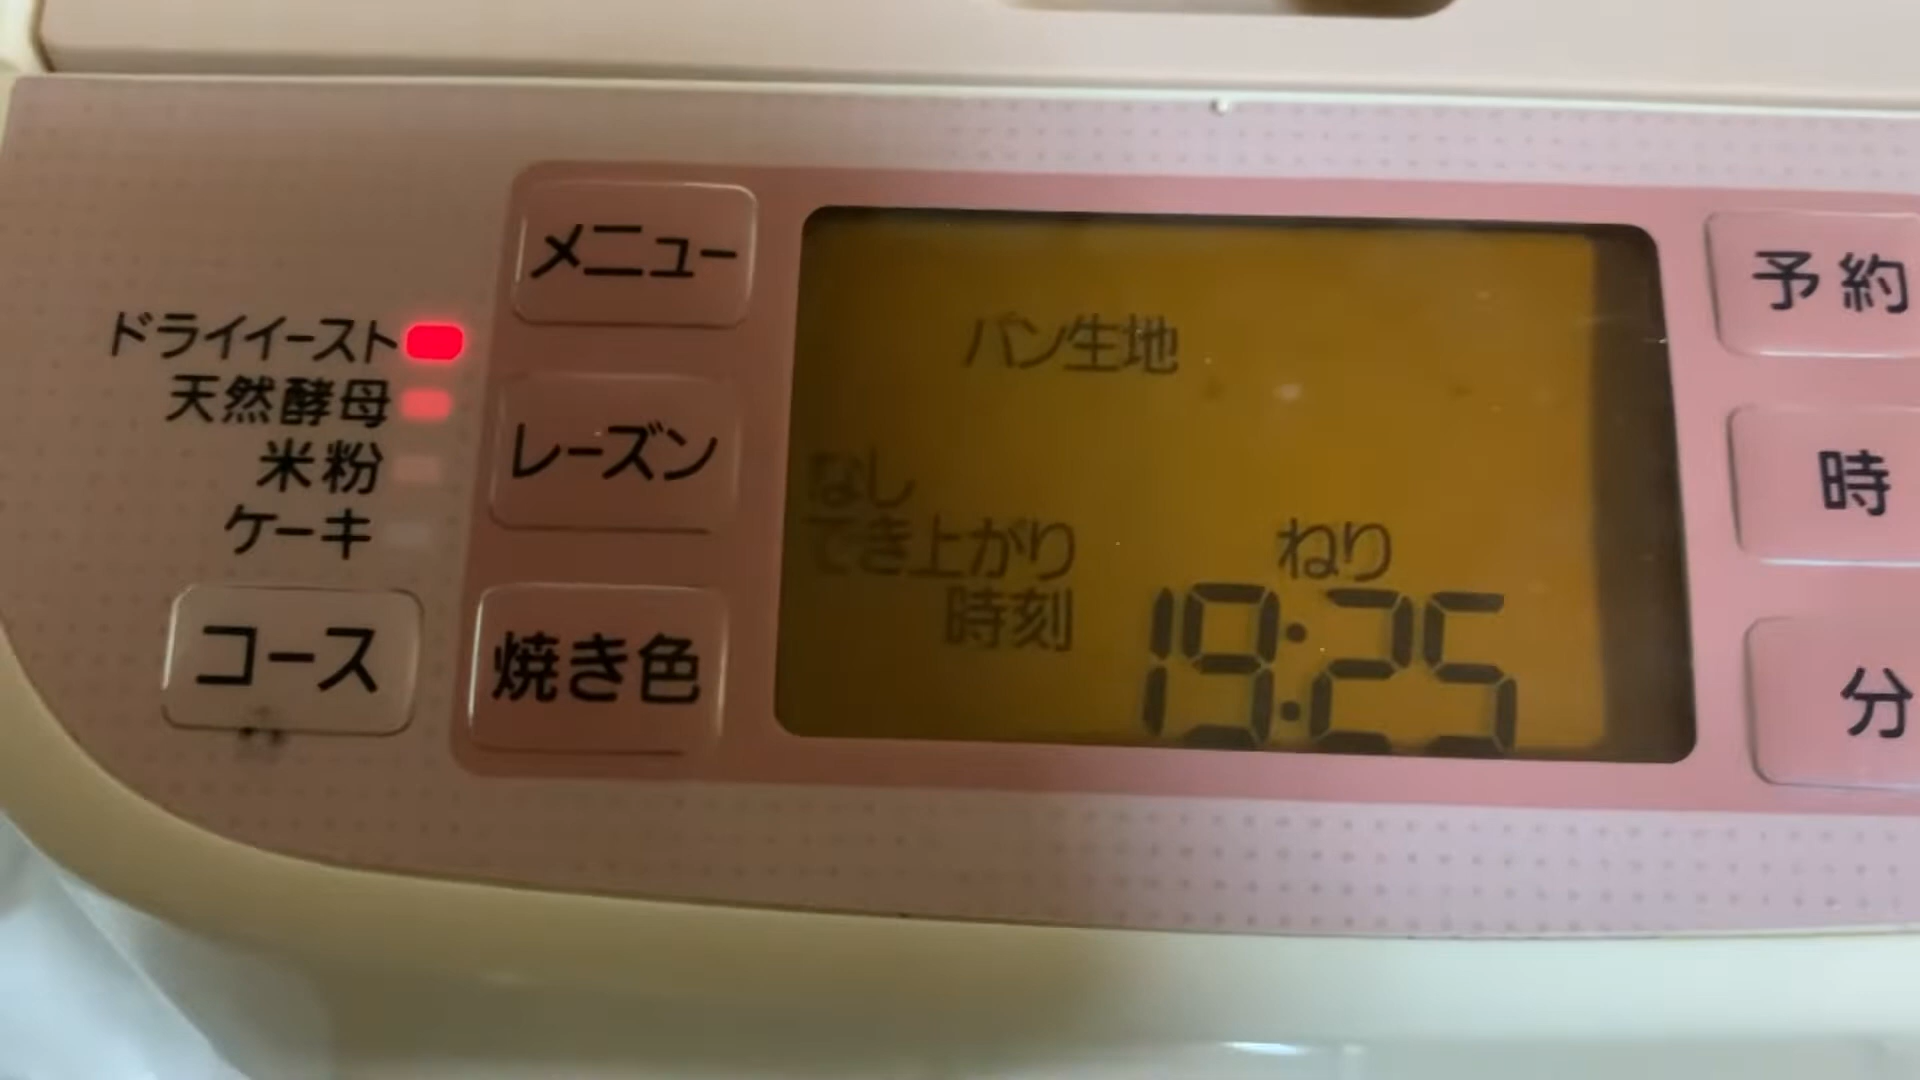 メニュー
ドライイースト
天然酵母
米粉
ケーキ
コース
レーズン
焼き色
パン生地
なし
でき上がり
時刻
ねり
19:25
予約
時
分